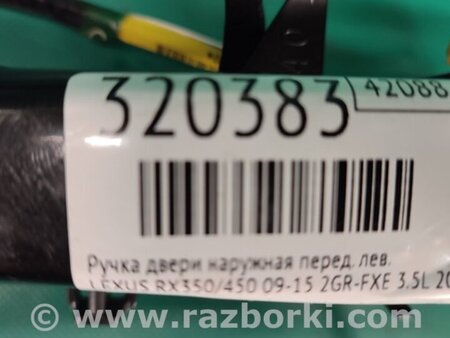 320383
42088
Ручка двери наружная перед. лев.
LEXUS RX350/450 09-15 2GR-FXE 3.5L 20
© www.razborki.com/